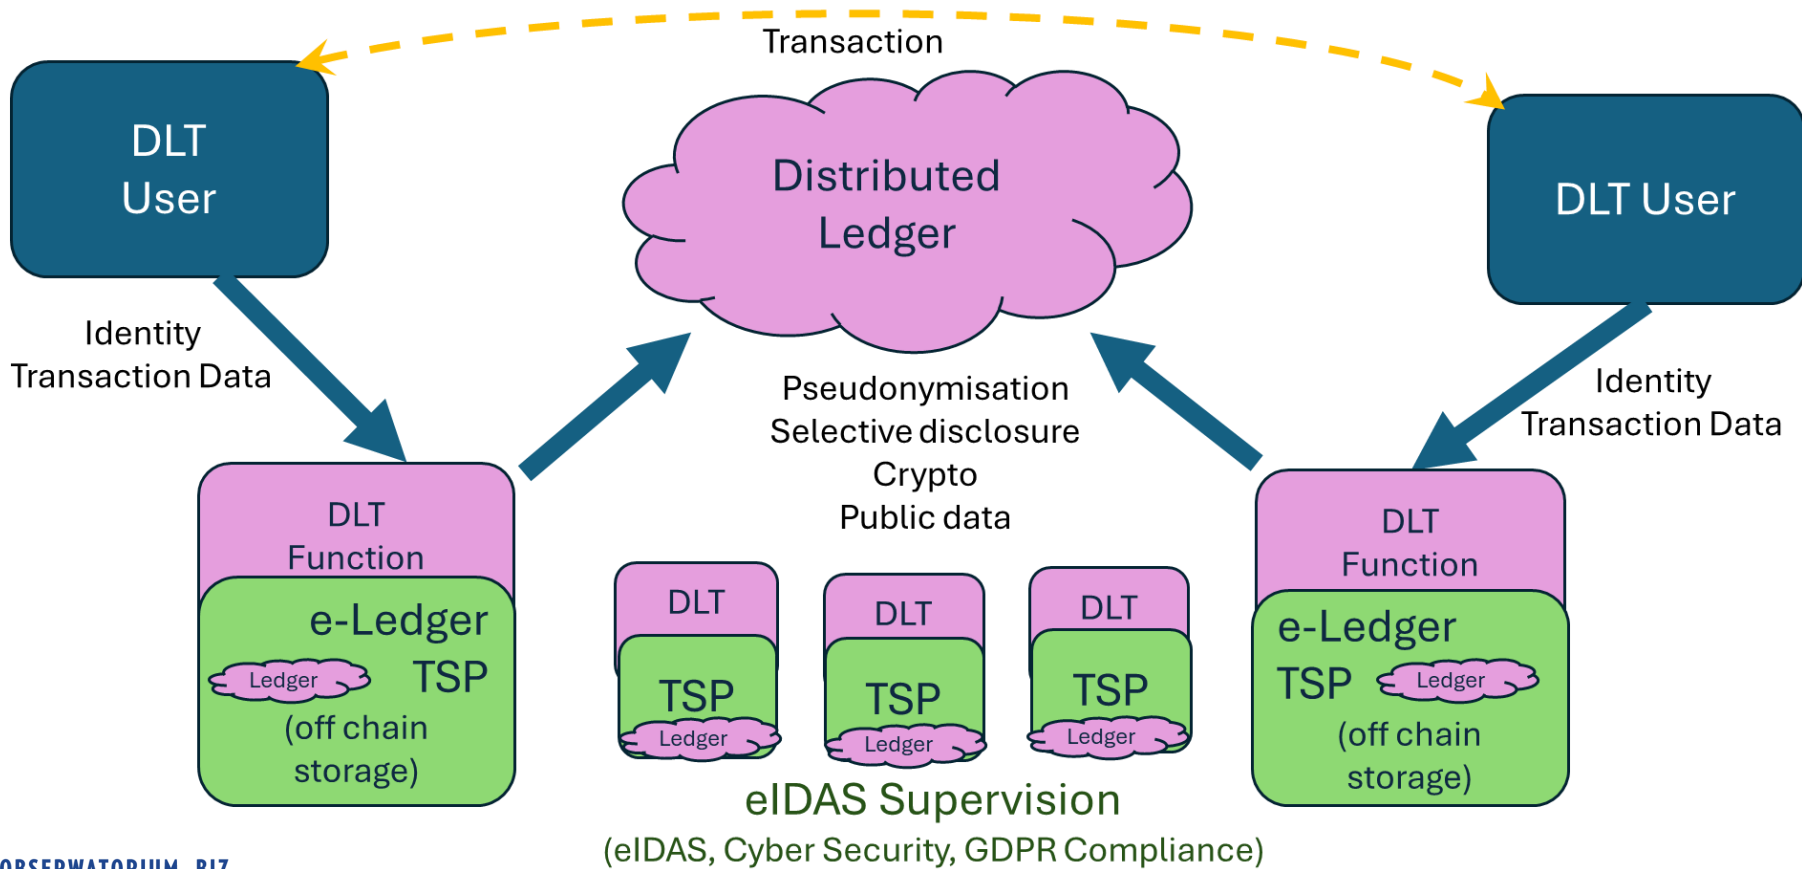 Transaction
DLT
User
Distributed
Ledger
DLT User
Identity
Transaction Data
Pseudonymisation
Selective disclosure
Crypto
Public data
Identity
Transaction Data
DLT
Function
e-Ledger
Ledger
TSP
(off chain
storage)
DLT
TSP
Ledger
DLT
TSP
Ledger
DLT
TSP
Ledger
DLT
Function
e-Ledger
TSP
Ledger
(off chain
storage)
eIDAS Supervision
(eIDAS, Cyber Security, GDPR Compliance)
OBSERWATORIUM.BIZ